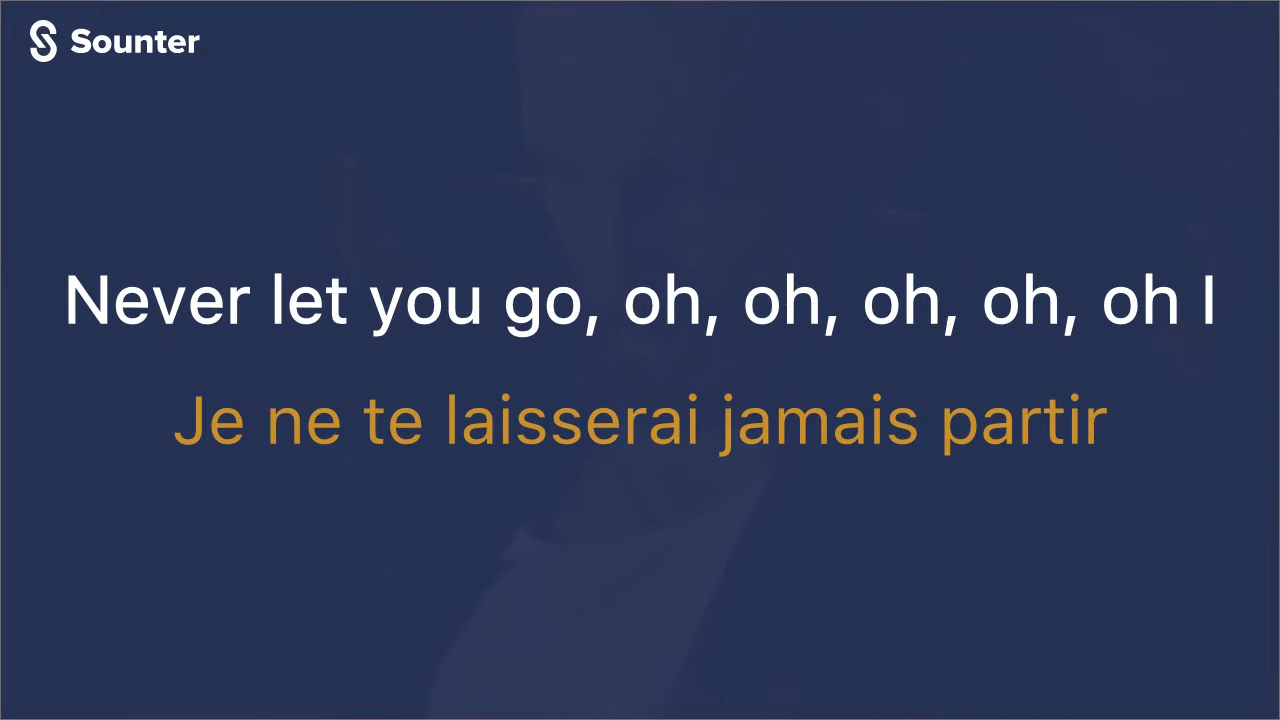 Sounter
Never let you go, oh, oh, oh, oh, oh I
Je ne te laisserai jamais partir